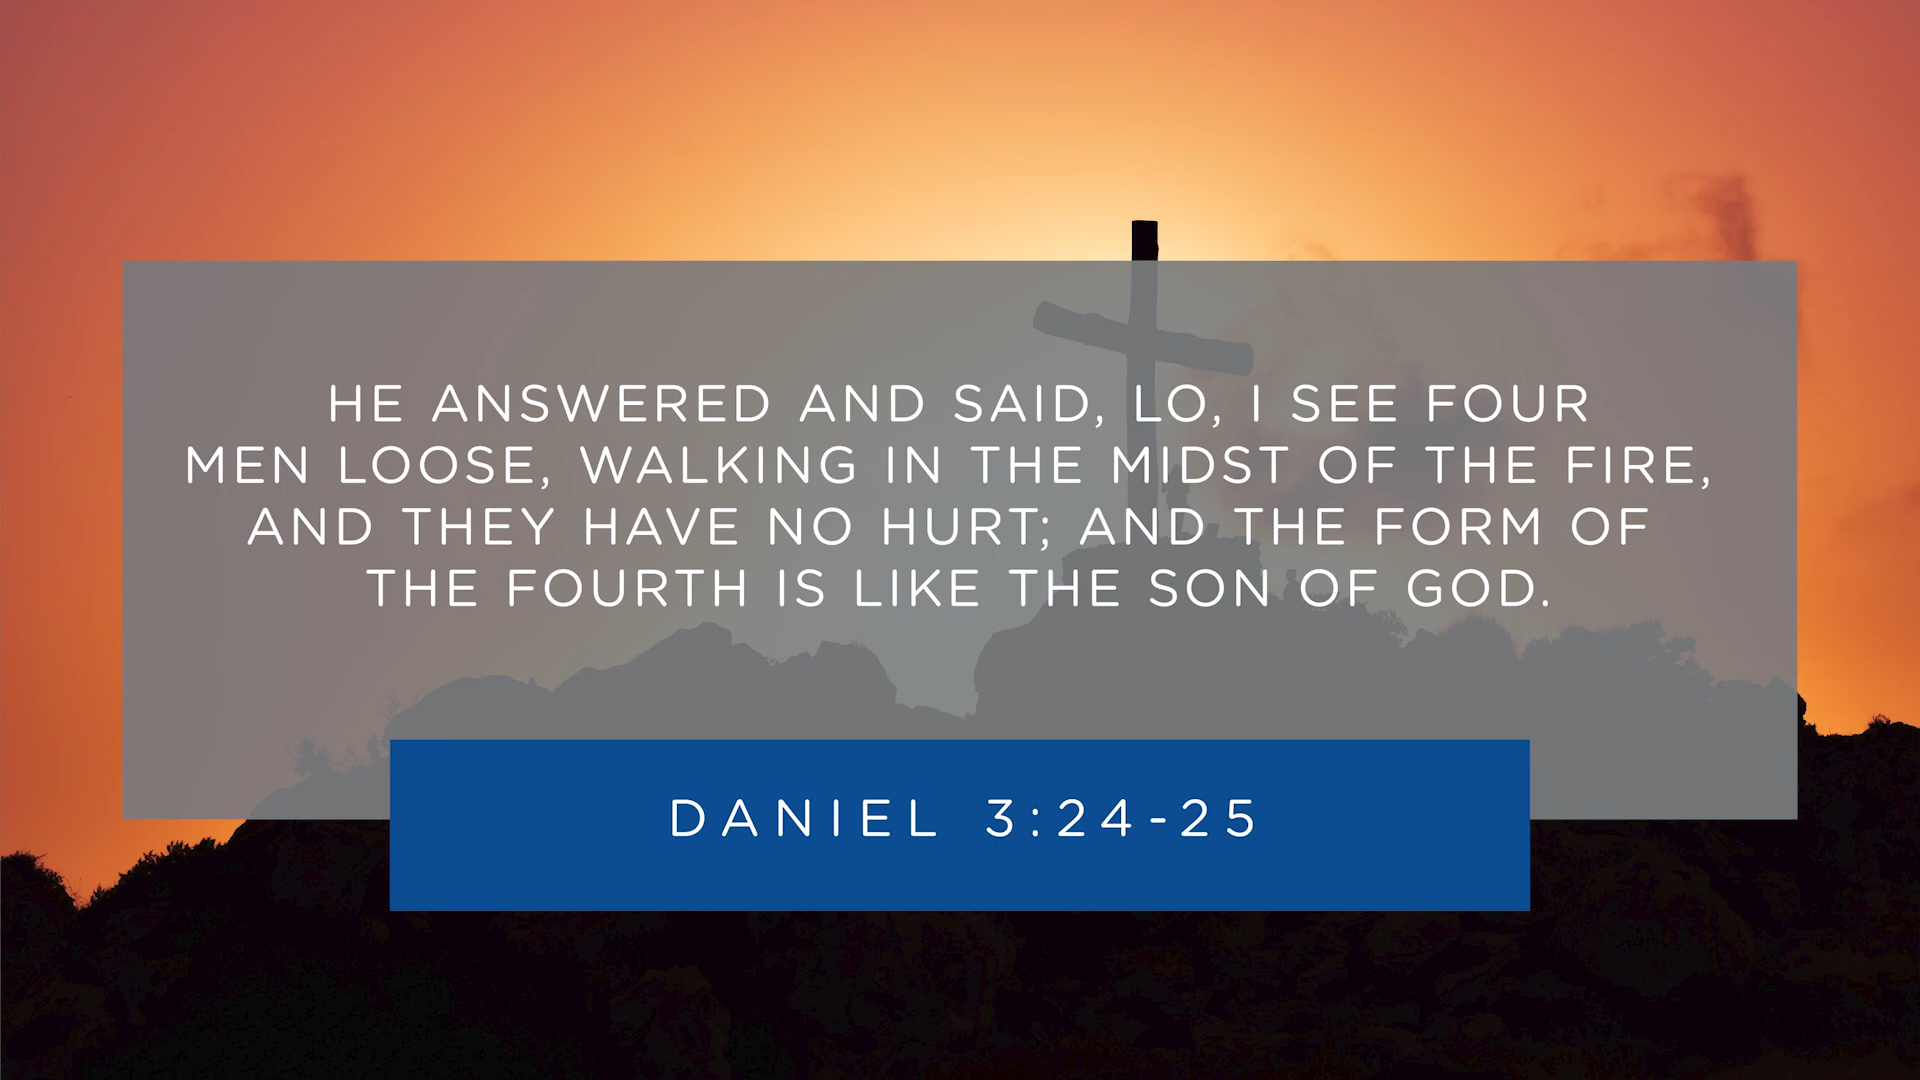 HE ANSWERED AND SAID, LO, I SEE FOUR
MEN LOOSE, WALKING IN THE MIDST OF THE FIRE,
AND THEY HAVE NO HURT; AND THE FORM OF
THE FOURTH IS LIKE THE SON OF GOD.
DANIEL 3:24-25